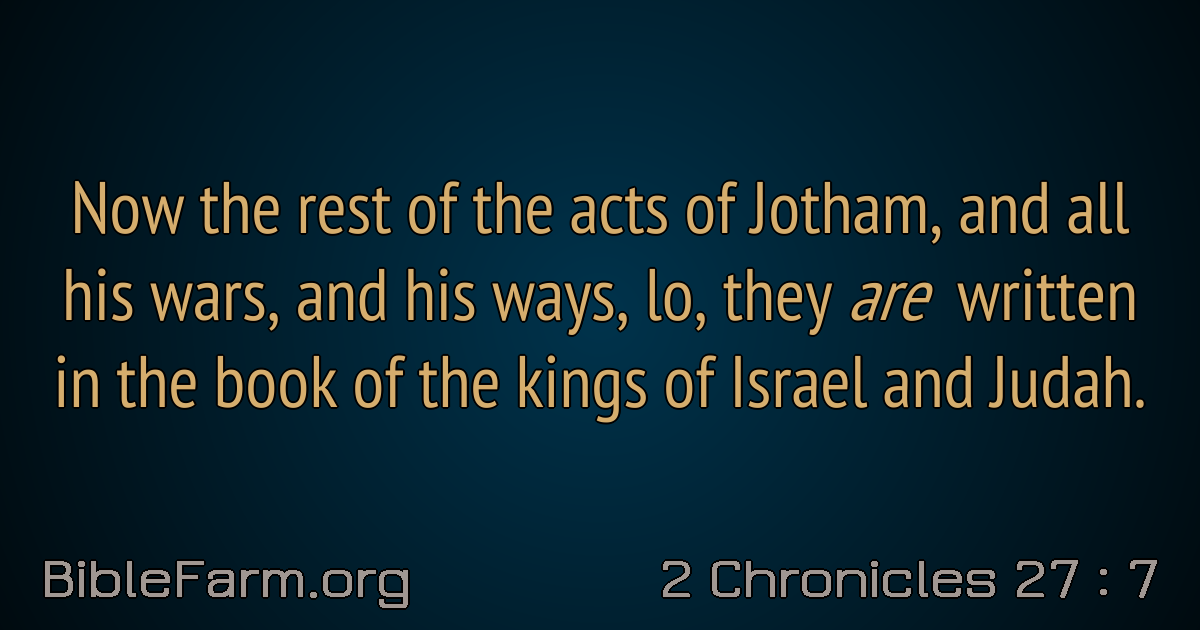 Now the rest of the acts of Jotham, and all
his wars, and his ways, lo, they are written
in the book of the kings of Israel and Judah.
BibleFarm.org
2 Chronicles 27 : 7